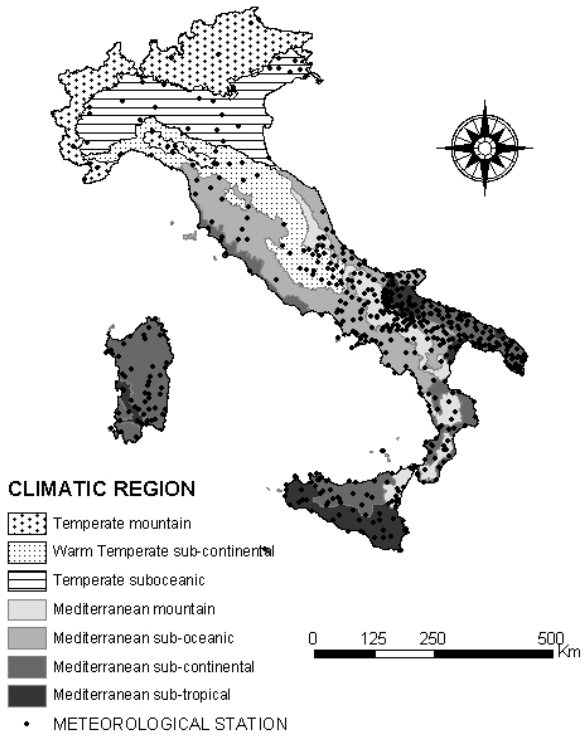 CLIMATIC REGION
Temperate mountain
Warm Temperate sub-continental
Temperate suboceanic
Mediterranean mountain
Mediterranean sub-oceanic
Mediterranean sub-continental
Mediterranean sub-tropical
METEOROLOGICAL STATION
0 125 250 500
Km